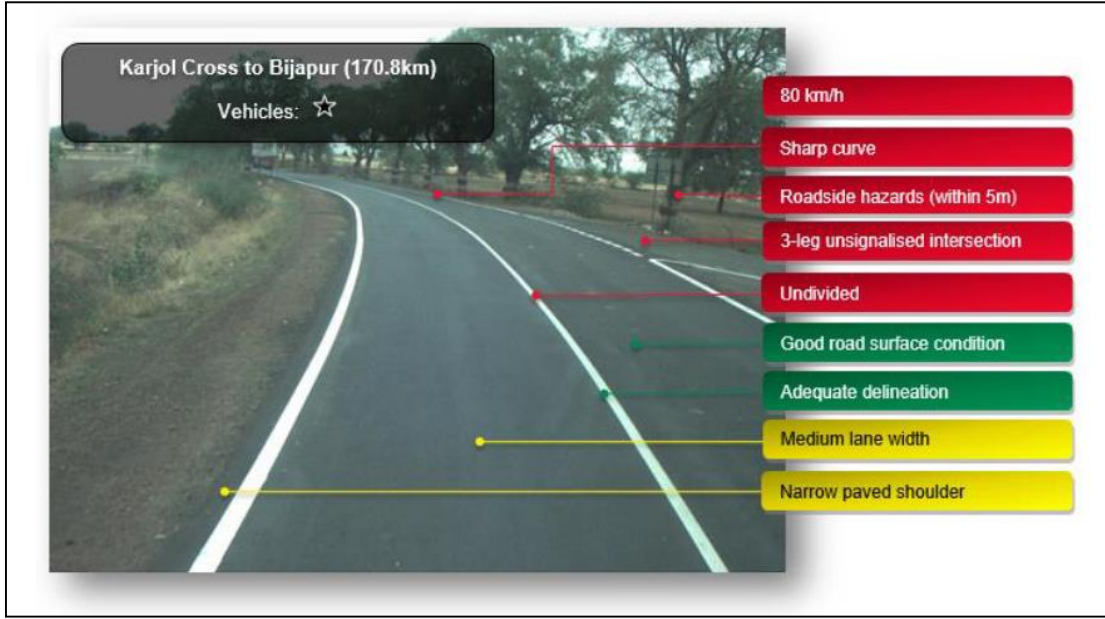 Karjol Cross to Bijapur (170.8km)
Vehicles: ☆
80 km/h
Sharp curve
Roadside hazards (within 5m)
3-leg unsignalised intersection
Undivided
Good road surface condition
Adequate delineation
Medium lane width
Narrow paved shoulder